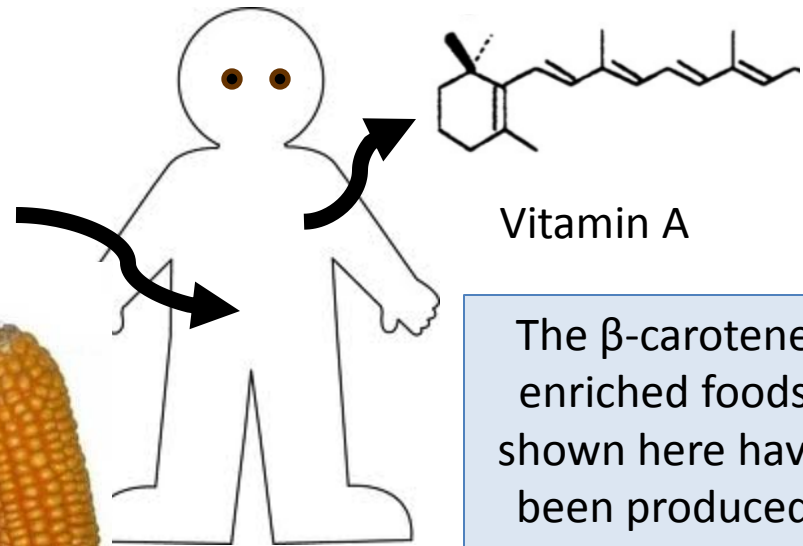 Vitamin A
The β-carotene
enriched foods
shown here have
been produced